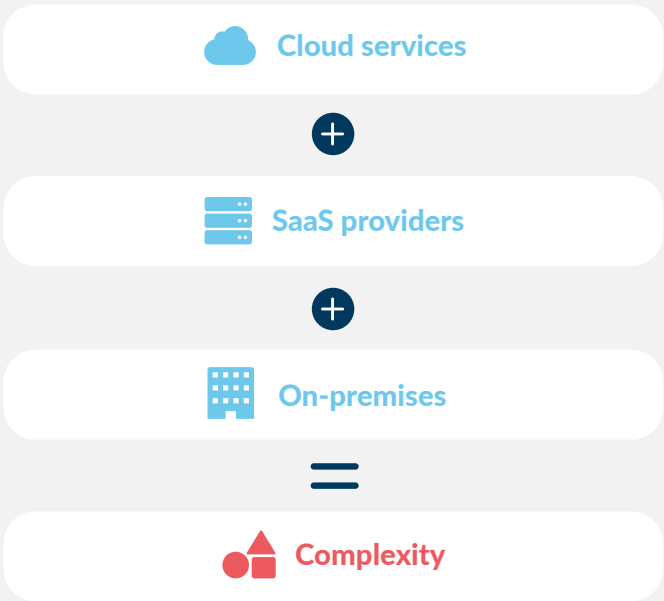 Cloud services
+
SaaS providers
+
On-premises
=
Complexity